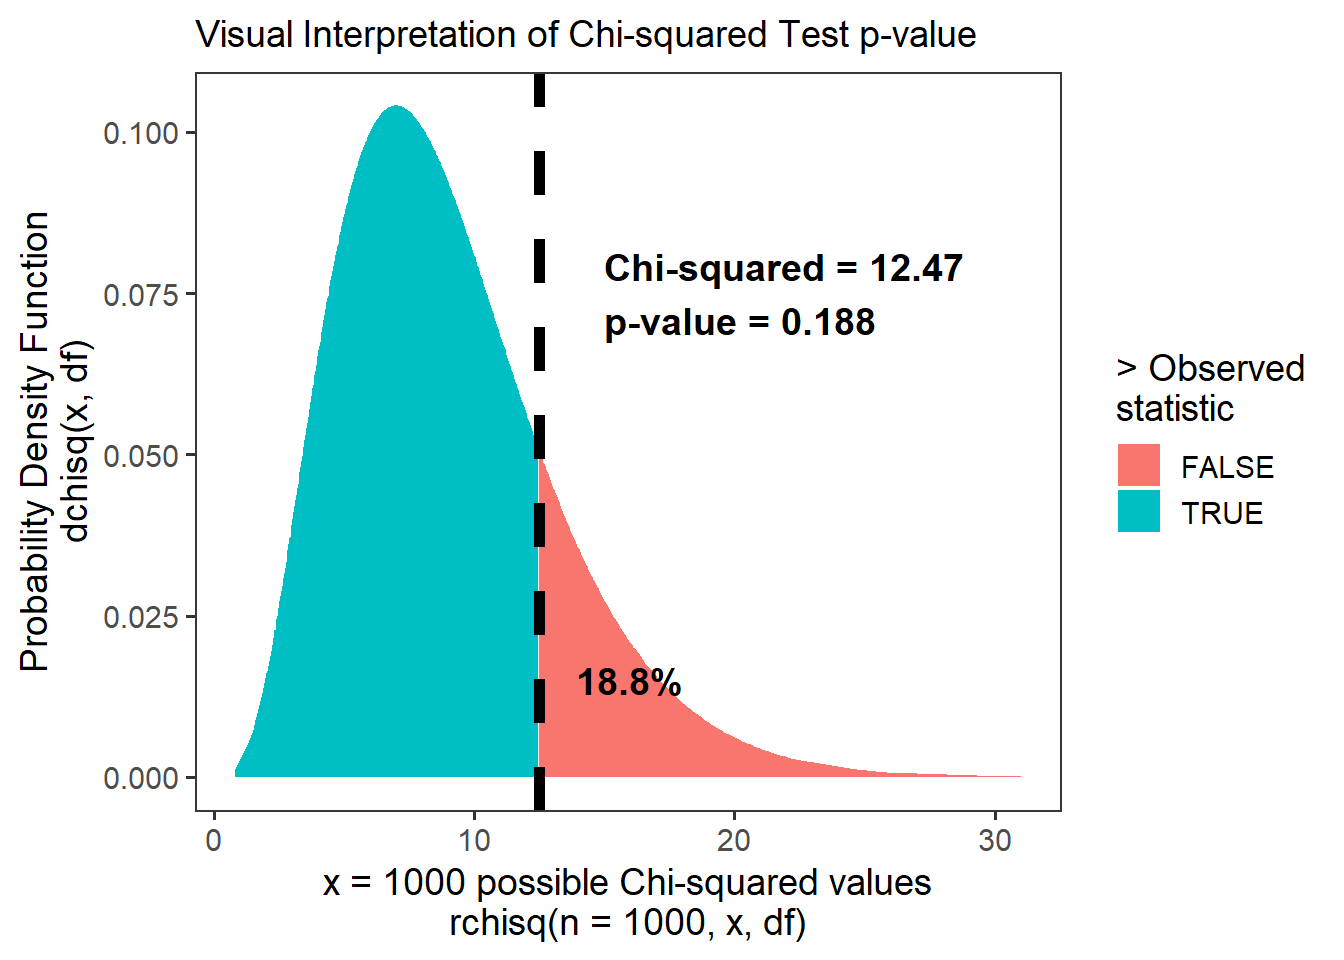 Visual Interpretation of Chi-squared Test p-value
Probability Density Function
dchisq(x, df)
0.100
0.075
0.050
0.025
0.000
Chi-squared = 12.47
p-value = 0.188
18.8%
0
10
20
30
x = 1000 possible Chi-squared values
rchisq(n = 1000, x, df)
> Observed
statistic
FALSE
TRUE